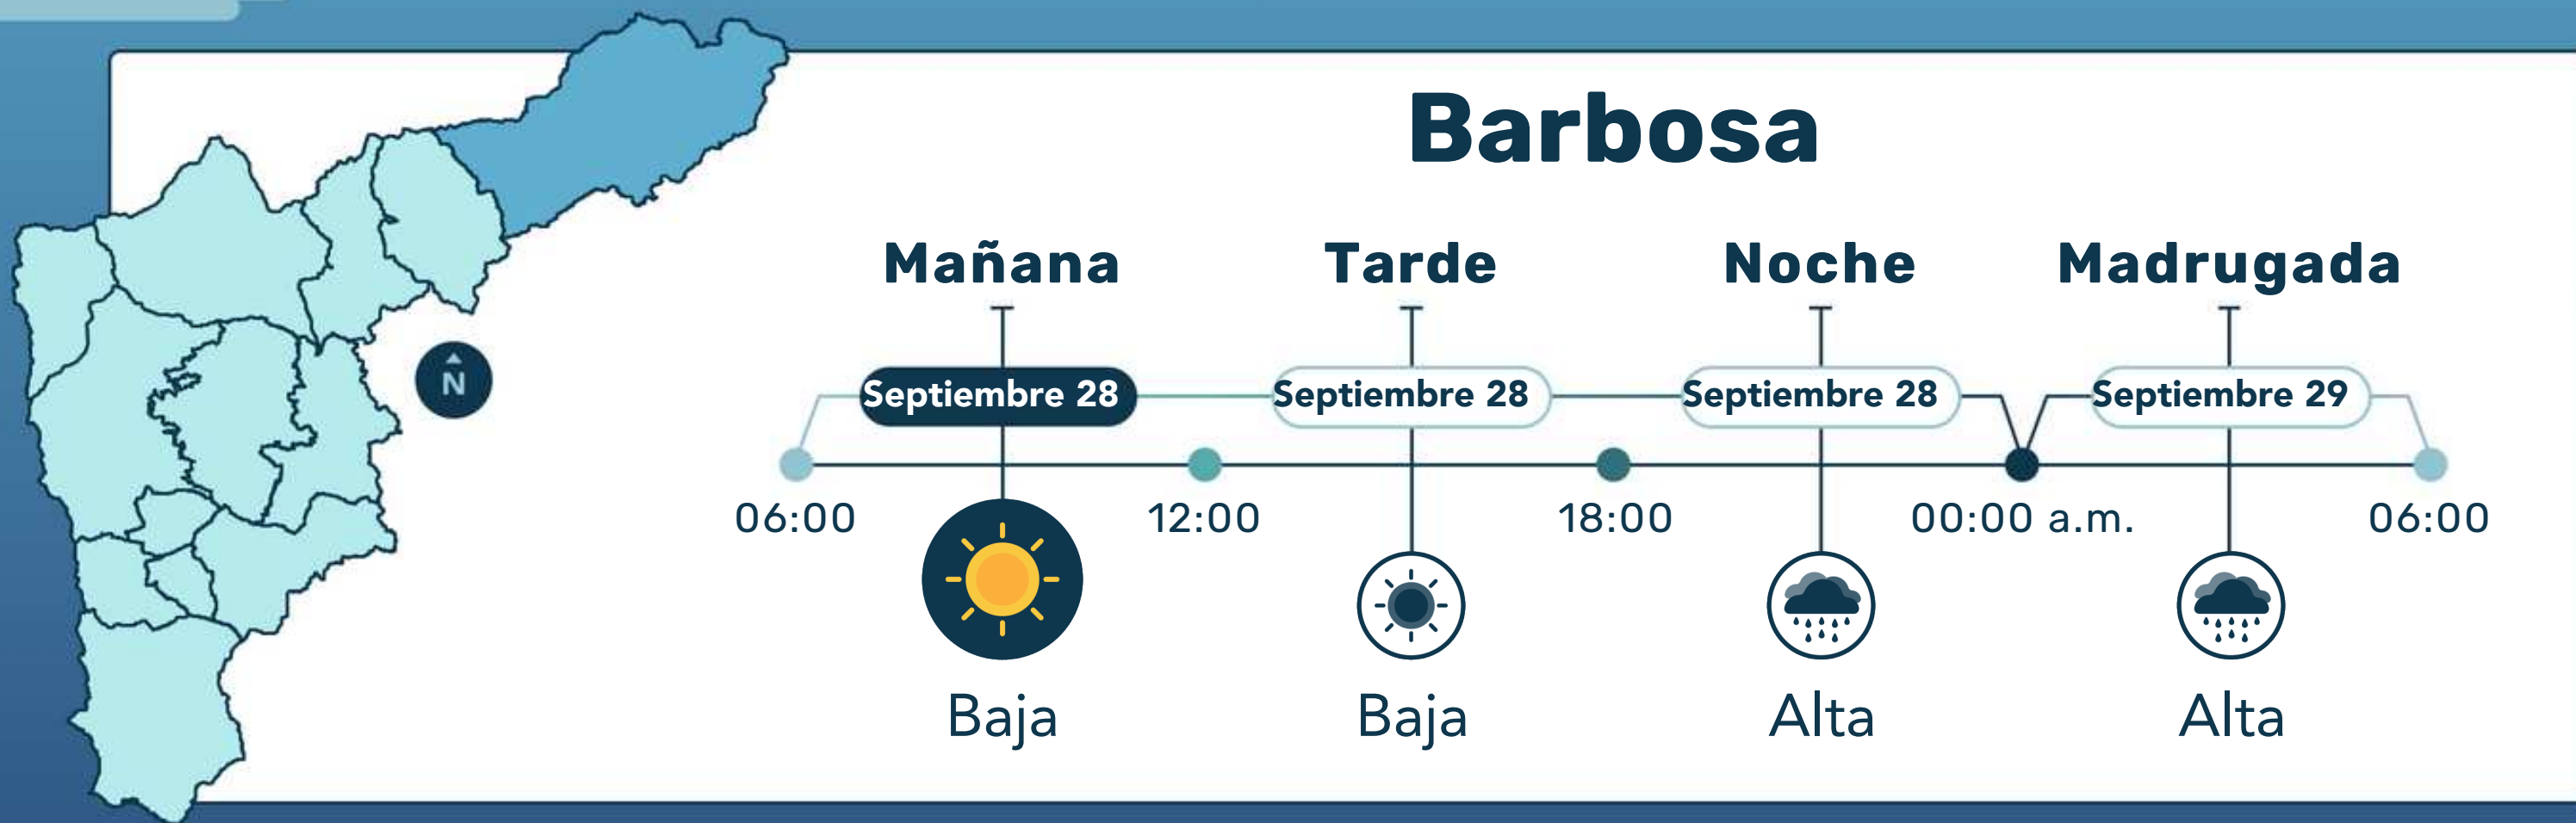 Barbosa
Mañana Tarde Noche Madrugada
Septiembre 28 Septiembre 28 Septiembre 28 Septiembre 29
N
06:00 12:00 18:00 00:00 a.m. 06:00
Baja Baja Alta Alta